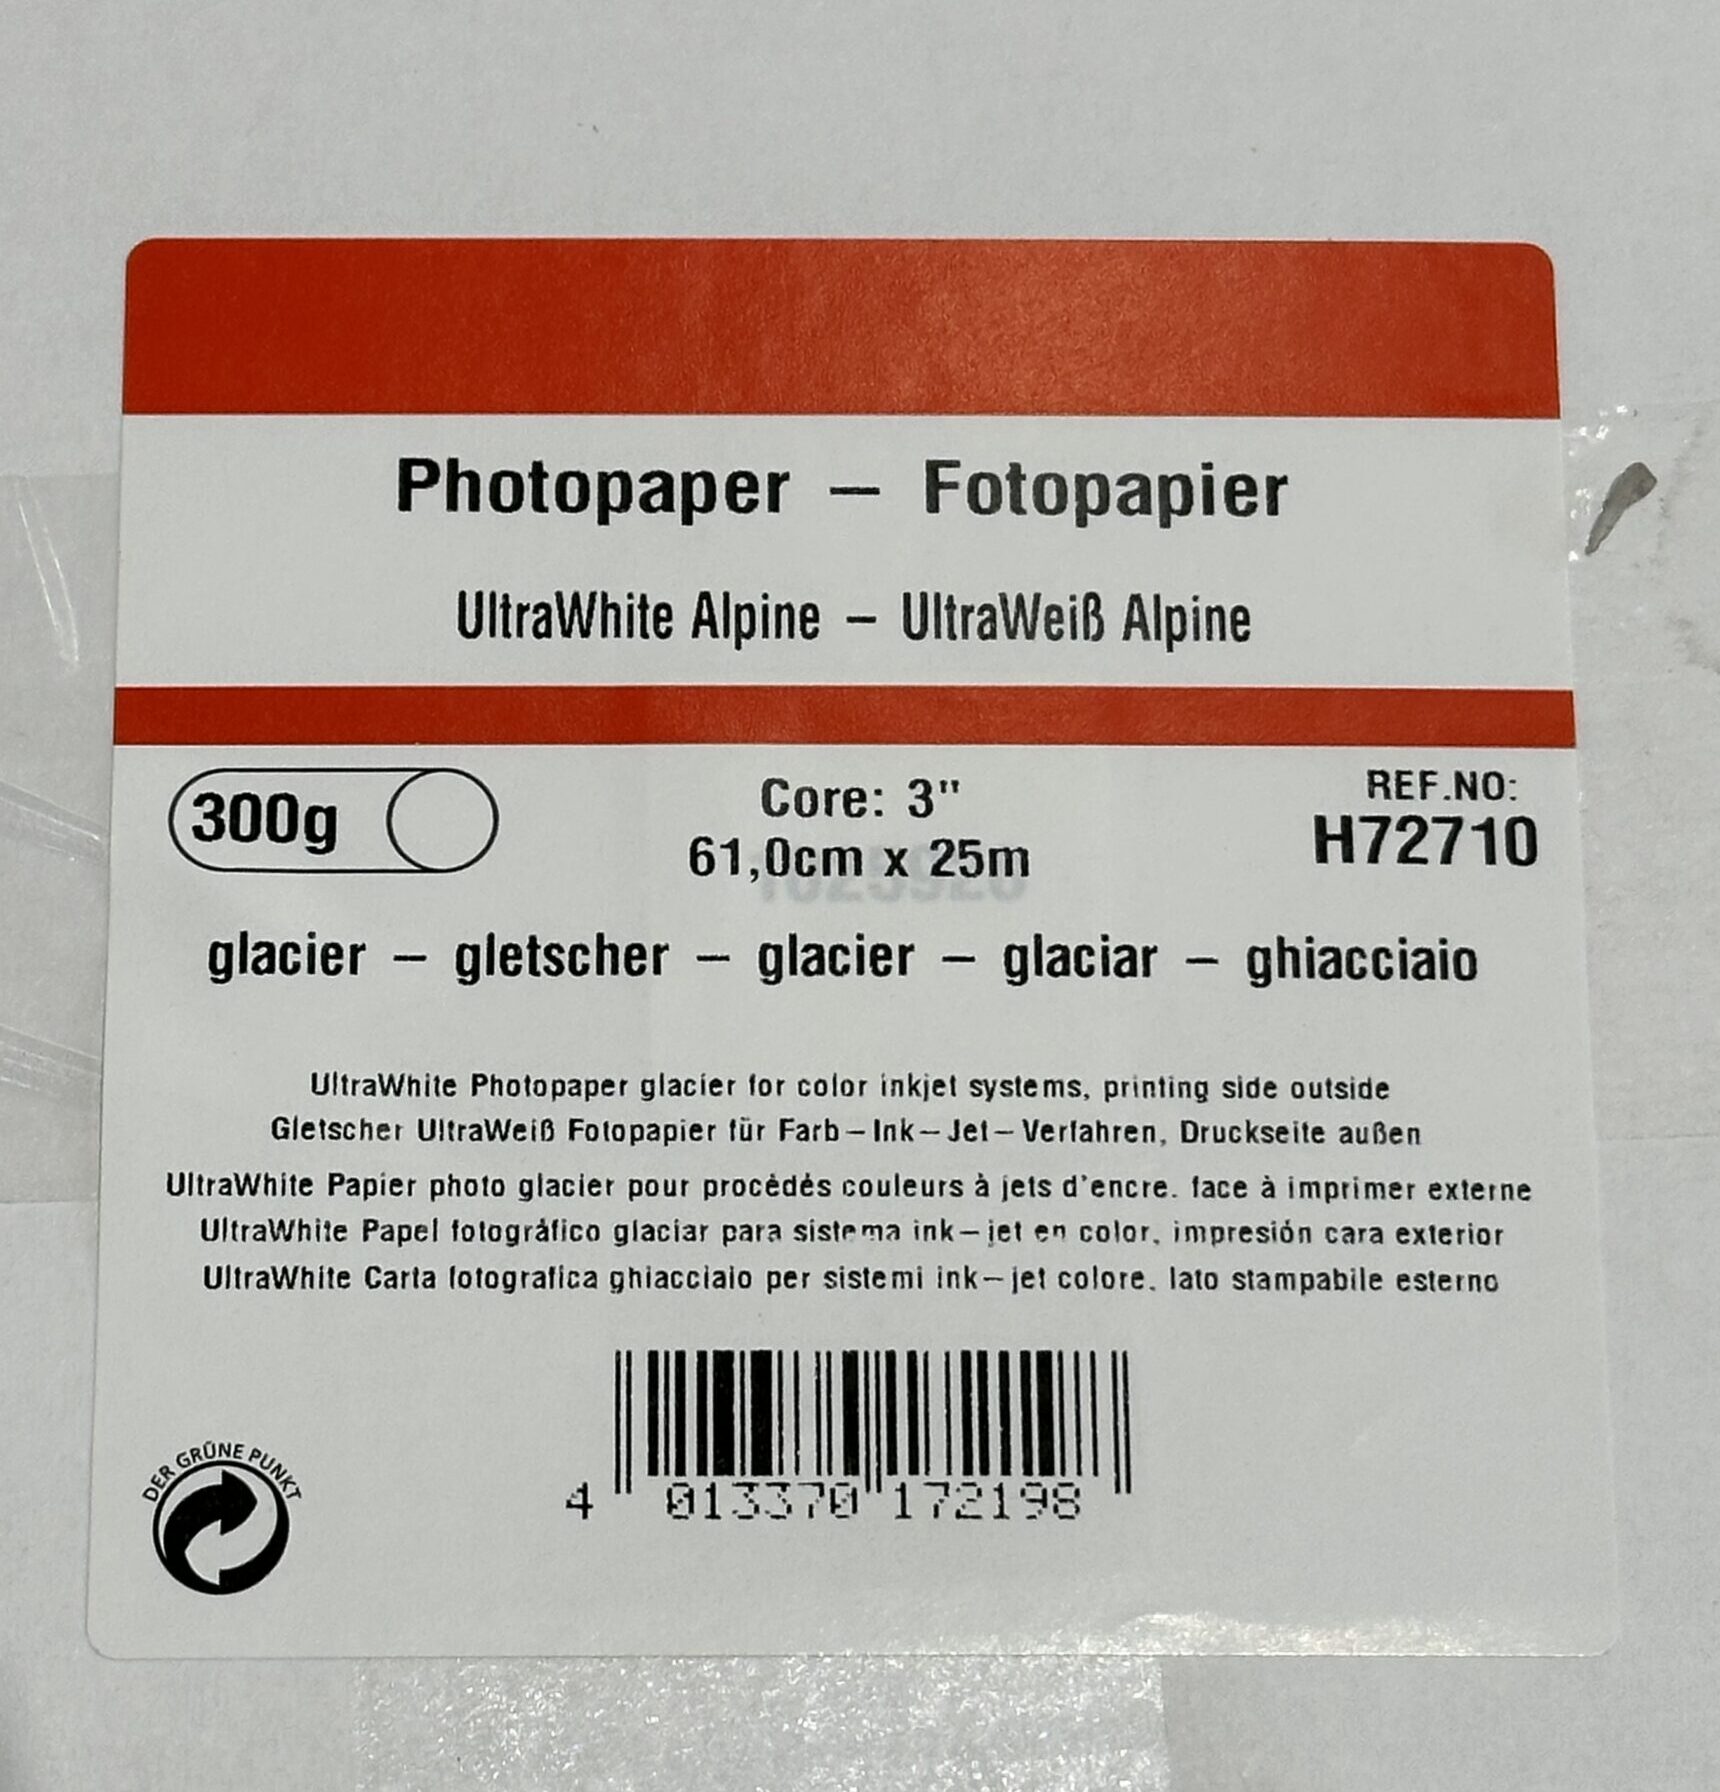 Photopaper – Fotopapier
UltraWhite Alpine – UltraWeiß Alpine
300g
Core: 3"
61,0cm x 25m
REF.NO:
H72710
glacier – gletscher – glacier – glaciar – ghiacciaio
UltraWhite Photopaper glacier for color inkjet systems, printing side outside
Gletscher UltraWeiß Fotopapier für Farb–Ink–Jet–Verfahren, Druckseite außen
UltraWhite Papier photo glacier pour procédés couleurs à jets d'encre. face à imprimer externe
UltraWhite Papel fotográfico glaciar para sistema ink–jet en color, impresión cara exterior
UltraWhite Carta fotografica ghiacciaio per sistemi ink–jet colore. lato stampabile esterno
DER GRÜNE PUNKT
4 013370 172198